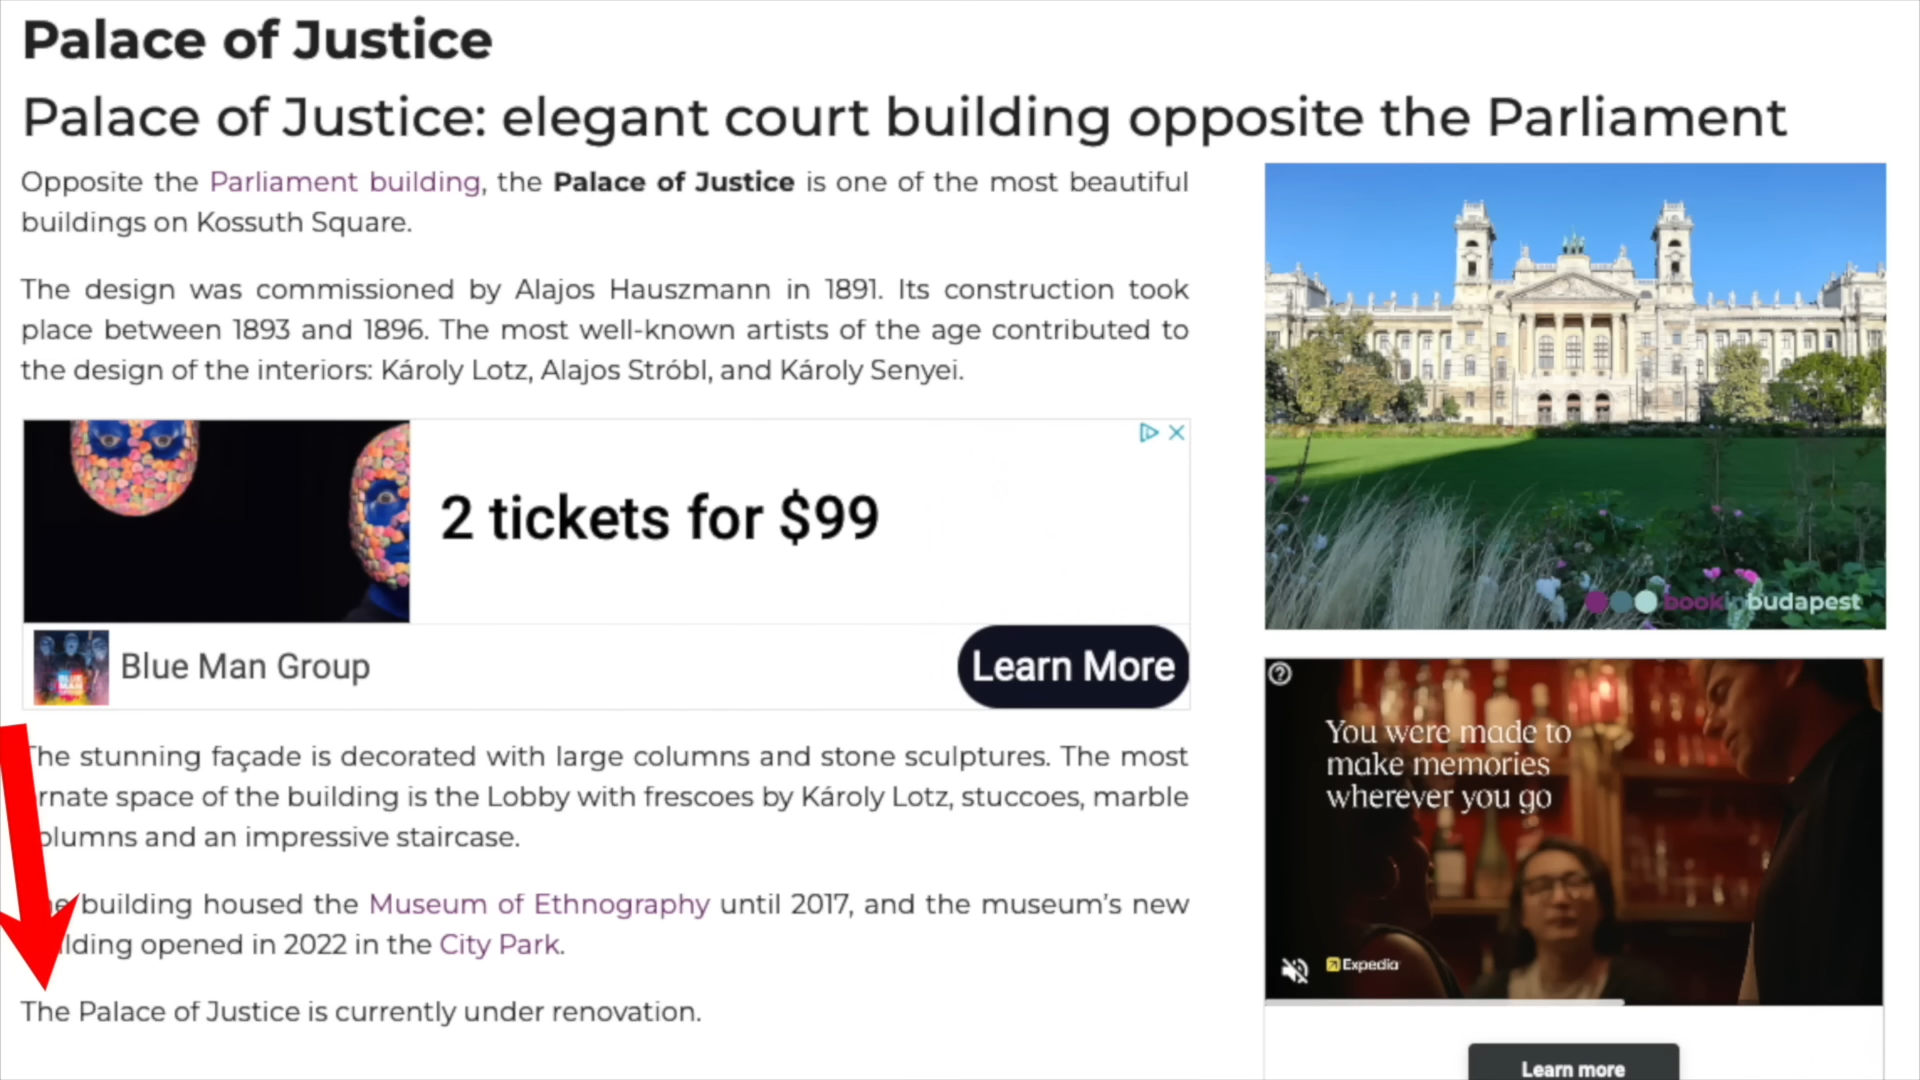 Palace of Justice
Palace of Justice: elegant court building opposite the Parliament
Opposite the Parliament building, the Palace of Justice is one of the most beautiful
buildings on Kossuth Square.
The design was commissioned by Alajos Hauszmann in 1891. Its construction took
place between 1893 and 1896. The most well-known artists of the age contributed to
the design of the interiors: Károly Lotz, Alajos Stróbl, and Károly Senyei.
2 tickets for $99
BLUE
MAN
GROUP
Blue Man Group
Learn More
The stunning façade is decorated with large columns and stone sculptures. The most
rnate space of the building is the Lobby with frescoes by Károly Lotz, stuccoes, marble
olumns and an impressive staircase.
e building housed the Museum of Ethnography until 2017, and the museum's new
lding opened in 2022 in the City Park.
The Palace of Justice is currently under renovation.
bookinbudapest
You were made to
make memories
wherever you go
Expedia
Learn more